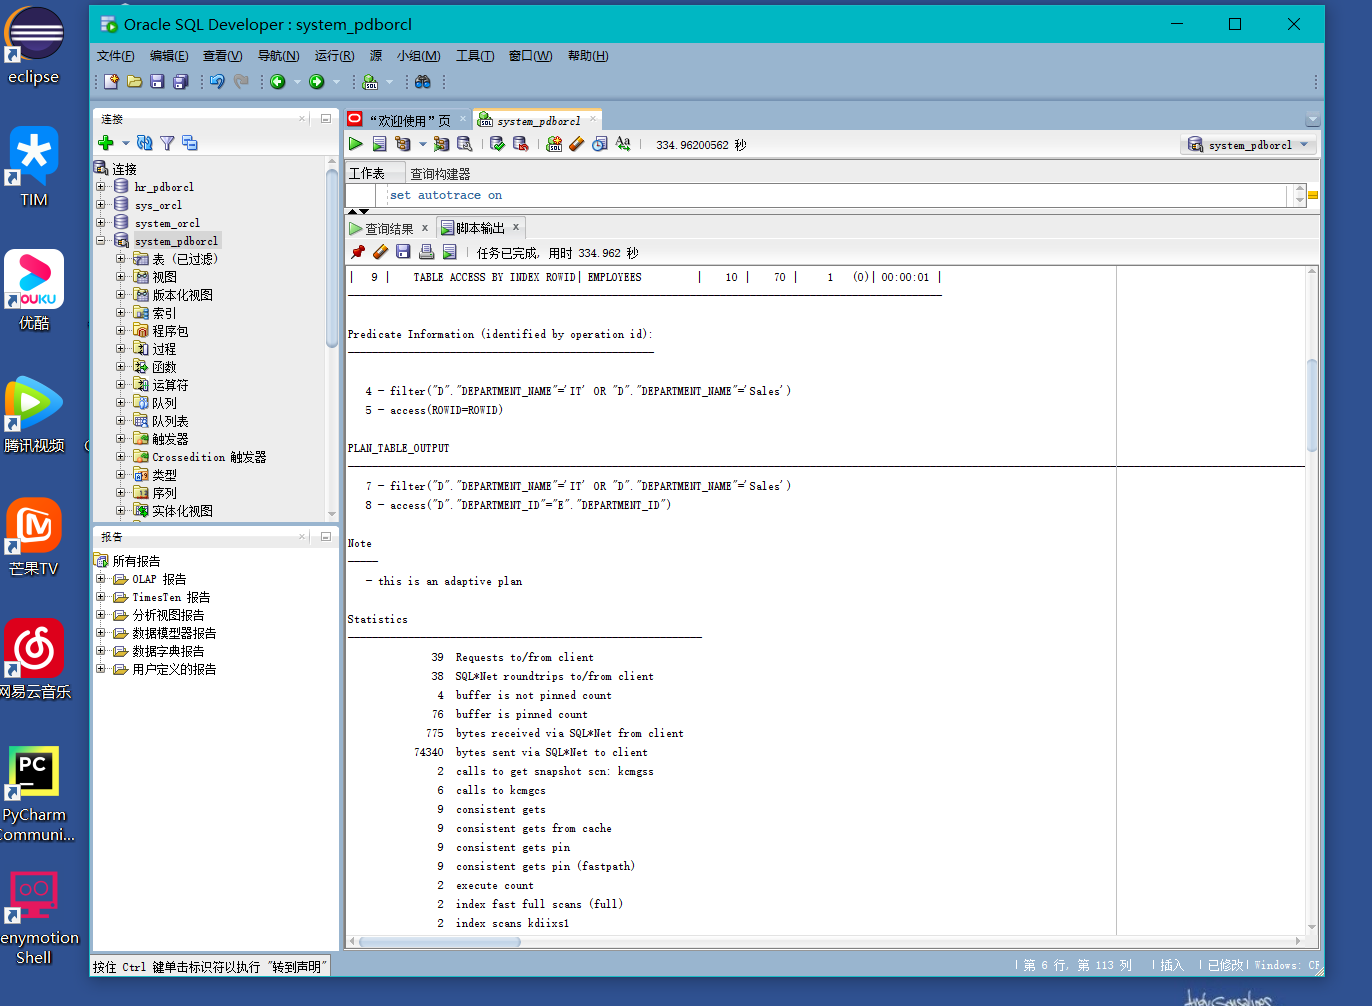 eclipse
TIM
YOUKU
优酷
腾讯视频
芒果TV
网易云音乐
PC
PyCharm
Communi...
enymotion
Shell
Oracle SQL Developer : system_pdborcl
文件(F) 编辑(E) 查看(V) 导航(N) 运行(R) 源 小组(M) 工具(T) 窗口(W) 帮助(H)
连接
连接
hr_pdborcl
sys_orcl
system_orcl
system_pdborcl
表 (已过滤)
视图
版本化视图
索引
程序包
过程
函数
运算符
队列
队列表
触发器
Crossedition 触发器
类型
序列
实体化视图
报告
所有报告
OLAP 报告
TimesTen 报告
分析视图报告
数据模型器报告
数据字典报告
用户定义的报告
“欢迎使用”页 system_pdborcl
334.96200562 秒
system_pdborcl
工作表 查询构建器
set autotrace on
查询结果 x 脚本输出 x
任务已完成, 用时 334.962 秒
| 9 | TABLE ACCESS BY INDEX ROWID| EMPLOYEES | 10 | 70 | 1 (0)| 00:00:01 |
Predicate Information (identified by operation id):
4 - filter("D"."DEPARTMENT_NAME"='IT' OR "D"."DEPARTMENT_NAME"='Sales')
5 - access(ROWID=ROWID)
PLAN_TABLE_OUTPUT
7 - filter("D"."DEPARTMENT_NAME"='IT' OR "D"."DEPARTMENT_NAME"='Sales')
8 - access("D"."DEPARTMENT_ID"="E"."DEPARTMENT_ID")
Note
-----
- this is an adaptive plan
Statistics
39 Requests to/from client
38 SQL*Net roundtrips to/from client
4 buffer is not pinned count
76 buffer is pinned count
775 bytes received via SQL*Net from client
74340 bytes sent via SQL*Net to client
2 calls to get snapshot scn: kcmgss
6 calls to kcmgcs
9 consistent gets
9 consistent gets from cache
9 consistent gets pin
9 consistent gets pin (fastpath)
2 execute count
2 index fast full scans (full)
2 index scans kdiixs1
按住 Ctrl 键单击标识符以执行 "转到声明"
| 第 6 行, 第 113 列 | 插入 | 已修改| Windows: CR